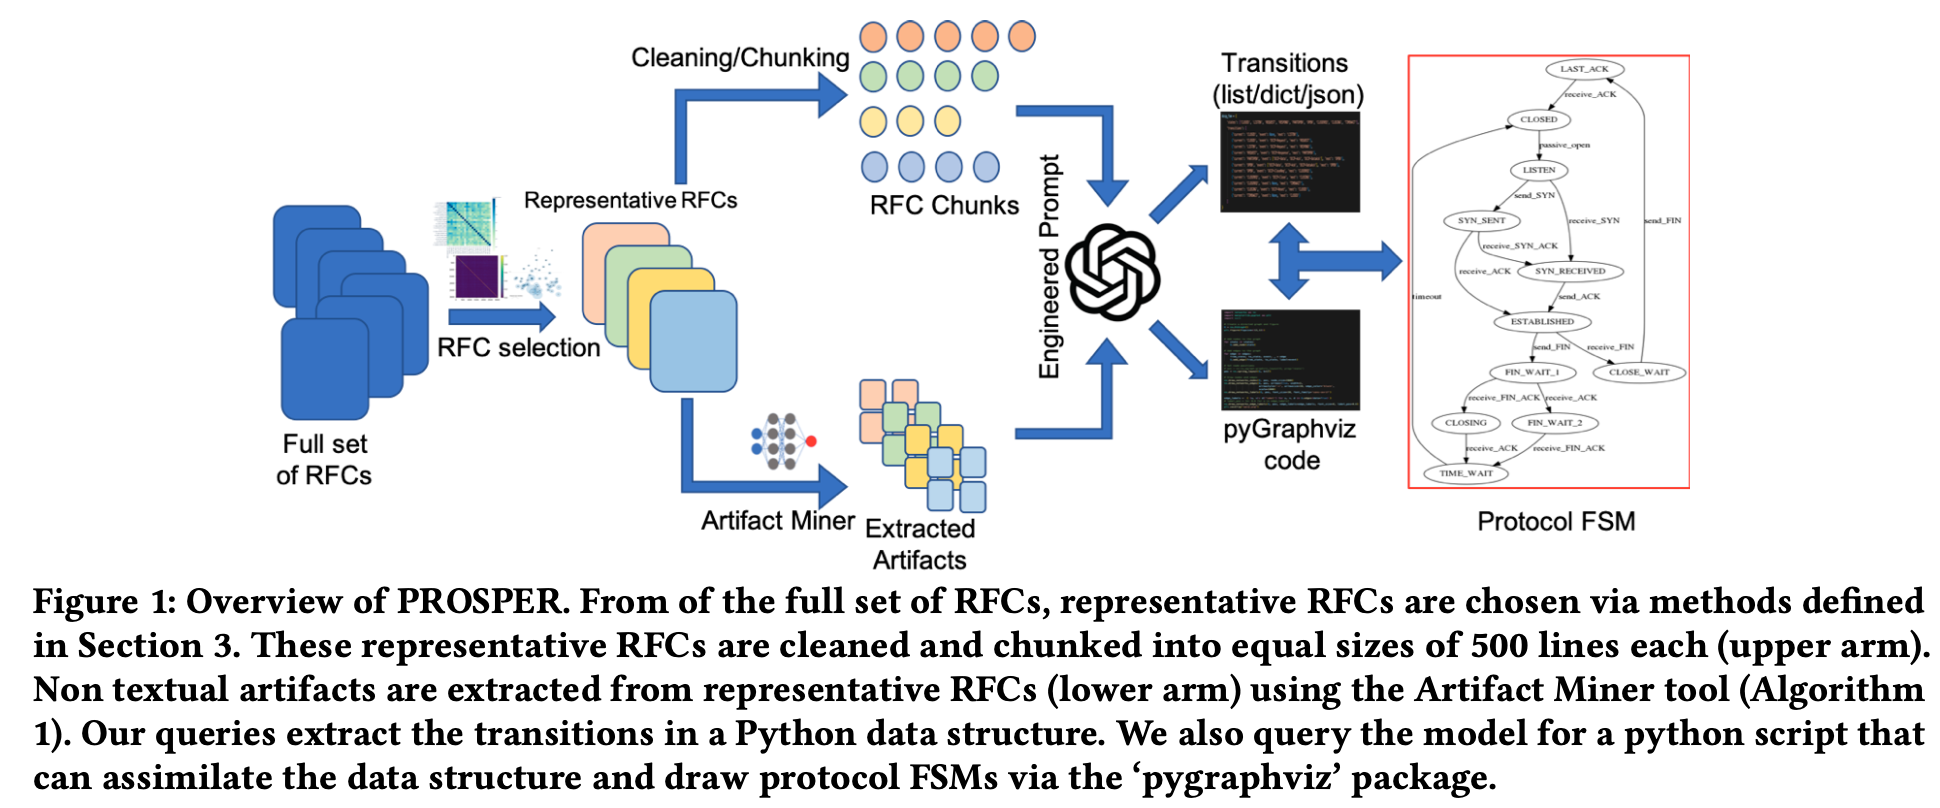 Cleaning/Chunking
RFC Chunks
Representative RFCs
RFC selection
Full set
of RFCs
Artifact Miner
Extracted
Artifacts
Engineered Prompt
Transitions
(list/dict/json)
pyGraphviz
code
LAST_ACK
receive_ACK
CLOSED
passive_open
LISTEN
send_SYN
SYN_SENT
receive_SYN
send_FIN
receive_SYN_ACK
receive_ACK
SYN_RECEIVED
timeout
send_ACK
ESTABLISHED
send_FIN
receive_FIN
FIN_WAIT_1
CLOSE_WAIT
receive_FIN_ACK
receive_ACK
CLOSING
FIN_WAIT_2
receive_ACK
receive_FIN_ACK
TIME_WAIT
Protocol FSM
Figure 1: Overview of PROSPER. From of the full set of RFCs, representative RFCs are chosen via methods defined
in Section 3. These representative RFCs are cleaned and chunked into equal sizes of 500 lines each (upper arm).
Non textual artifacts are extracted from representative RFCs (lower arm) using the Artifact Miner tool (Algorithm
1). Our queries extract the transitions in a Python data structure. We also query the model for a python script that
can assimilate the data structure and draw protocol FSMs via the ‘pygraphviz’ package.